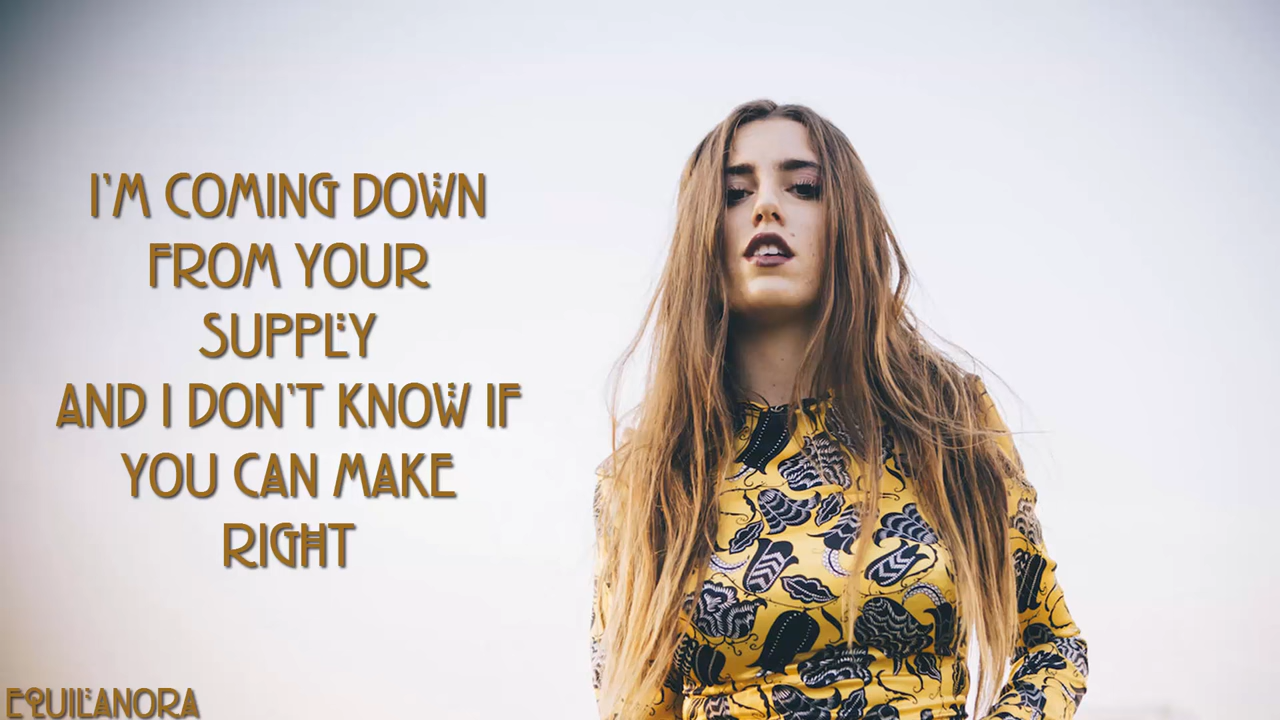 I'M COMING DOWN
FROM YOUR
SUPPLY
AND I DON'T KNOW IF
YOU CAN MAKE
RIGHT
EQUILANORA